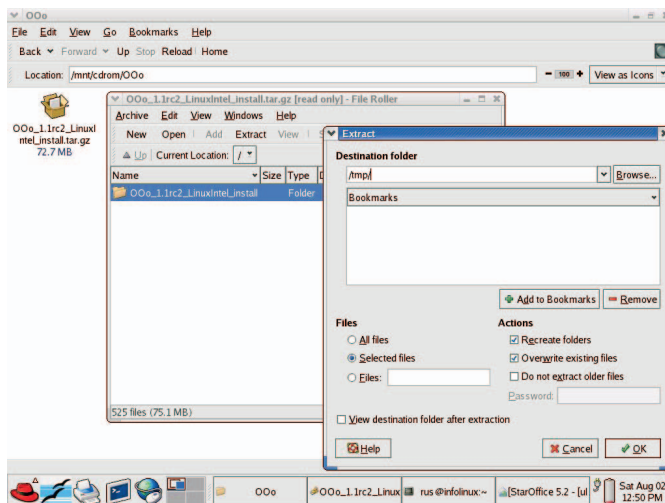 OOo
File Edit View Go Bookmarks Help
Back Forward Up Stop Reload Home
Location: /mnt/cdrom/OOo
100
View as Icons
OOo_1.1rc2_LinuxI
ntel_install.tar.gz
72.7 MB
OOo_1.1rc2_LinuxIntel_install.tar.gz [read only] - File Roller
Archive Edit View Windows Help
New Open Add Extract View
Up Current Location: /
Name Size Type
OOo_1.1rc2_LinuxIntel_install Folder
525 files (75.1 MB)
Extract
Destination folder
/tmp/
Browse...
Bookmarks
Add to Bookmarks Remove
Files
All files
Selected files
Files:
Actions
Recreate folders
Overwrite existing files
Do not extract older files
Password:
View destination folder after extraction
Help Cancel OK
OOo
OOo_1.1rc2_Linux
rus@infolinux:~
[StarOffice 5.2 - [ul
Sat Aug 02
12:50 PM